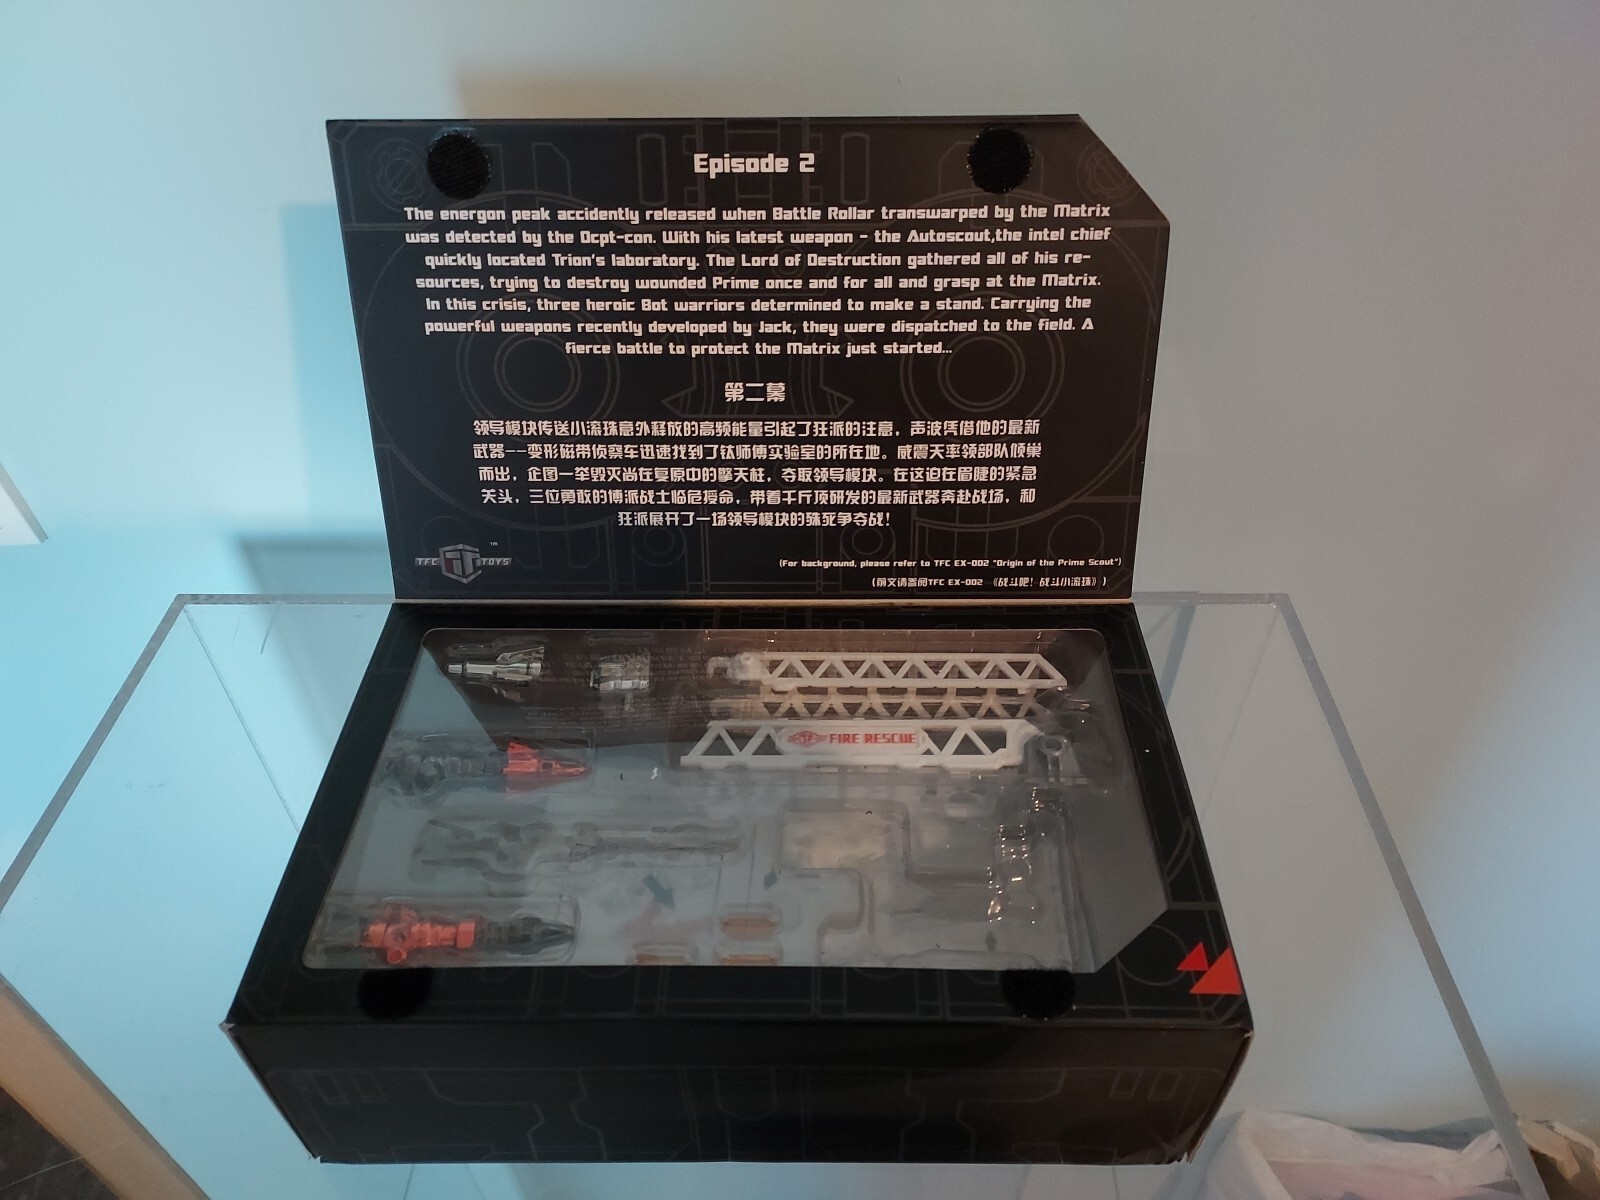 Episode 2
The energon peak accidently released when Battle Rollar transwarped by the Matrix
was detected by the Dcpt-con. With his latest weapon - the Autoscout,the intel chief
quickly located Trion's laboratory. The Lord of Destruction gathered all of his re-
sources, trying to destroy wounded Prime once and for all and grasp at the Matrix.
In this crisis, three heroic Bot warriors determined to make a stand. Carrying the
powerful weapons recently developed by Jack, they were dispatched to the field. A
fierce battle to protect the Matrix just started...
第二幕
领导模块传送小滚珠意外释放的高频能量引起了狂派的注意，声波凭借他的最新
武器--变形磁带侦察车迅速找到了钛师傅实验室的所在地。威震天率领部队倾巢
而出，企图一举毁灭尚在复原中的擎天柱，夺取领导模块。在这迫在眉睫的紧急
关头，三位勇敢的博派战士临危授命，带着千斤顶研发的最新武器奔赴战场，和
狂派展开了一场领导模块的殊死争夺战！
TFC TOYS ™
(For background, please refer to TFC EX-002 "Origin of the Prime Scout")
(前文请参阅TFC EX-002 《战斗吧！战斗小滚珠》)
FIRE RESCUE